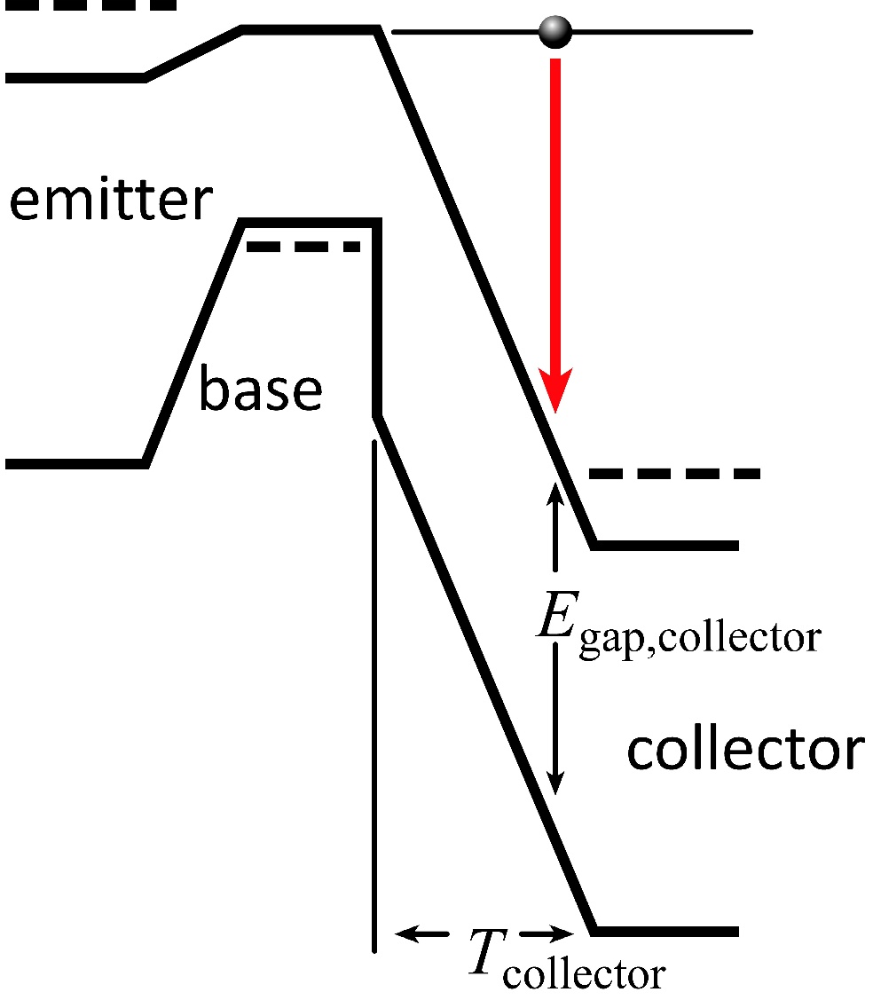 emitter
base
E gap,collector
collector
T collector